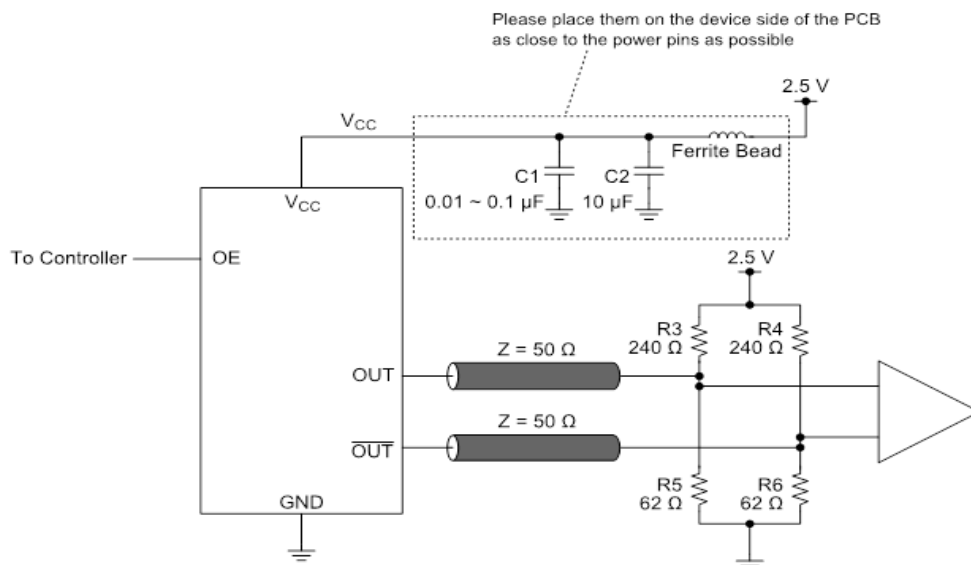 Please place them on the device side of the PCB
as close to the power pins as possible
2.5 V
VCC
Ferrite Bead
C1
0.01 ~ 0.1 µF
C2
10 µF
VCC
To Controller
OE
2.5 V
R3
240 Ω
R4
240 Ω
Z = 50 Ω
OUT
Z = 50 Ω
OUT
R5
62 Ω
R6
62 Ω
GND